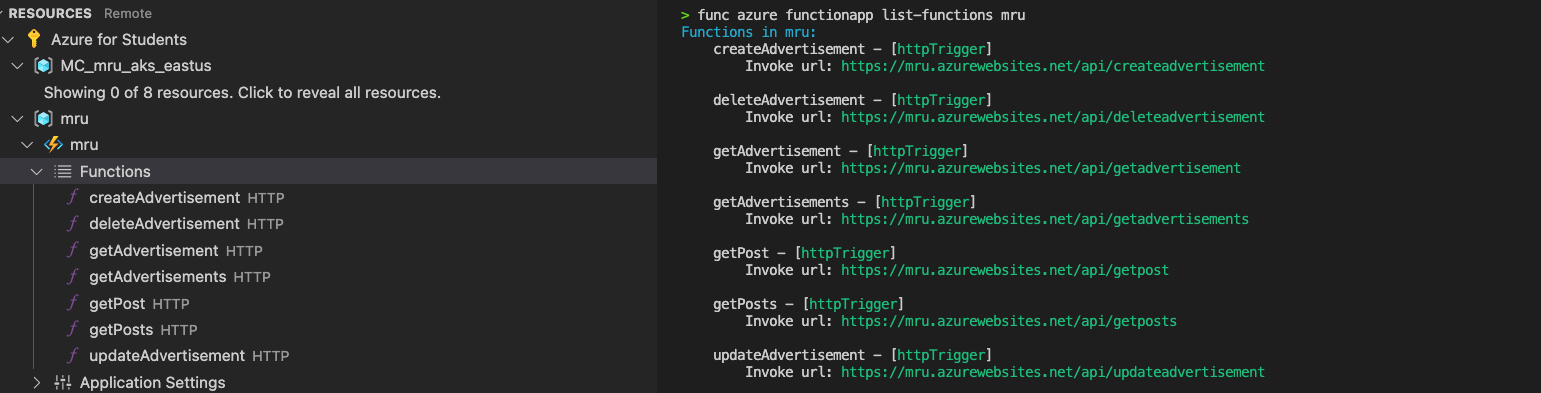 RESOURCES Remote
Azure for Students
MC_mru_aks_eastus
Showing 0 of 8 resources. Click to reveal all resources.
mru
mru
Functions
createAdvertisement HTTP
deleteAdvertisement HTTP
getAdvertisement HTTP
getAdvertisements HTTP
getPost HTTP
getPosts HTTP
updateAdvertisement HTTP
Application Settings
> func azure functionapp list-functions mru
Functions in mru:
createAdvertisement - [httpTrigger]
Invoke url: https://mru.azurewebsites.net/api/createadvertisement
deleteAdvertisement - [httpTrigger]
Invoke url: https://mru.azurewebsites.net/api/deleteadvertisement
getAdvertisement - [httpTrigger]
Invoke url: https://mru.azurewebsites.net/api/getadvertisement
getAdvertisements - [httpTrigger]
Invoke url: https://mru.azurewebsites.net/api/getadvertisements
getPost - [httpTrigger]
Invoke url: https://mru.azurewebsites.net/api/getpost
getPosts - [httpTrigger]
Invoke url: https://mru.azurewebsites.net/api/getposts
updateAdvertisement - [httpTrigger]
Invoke url: https://mru.azurewebsites.net/api/updateadvertisement